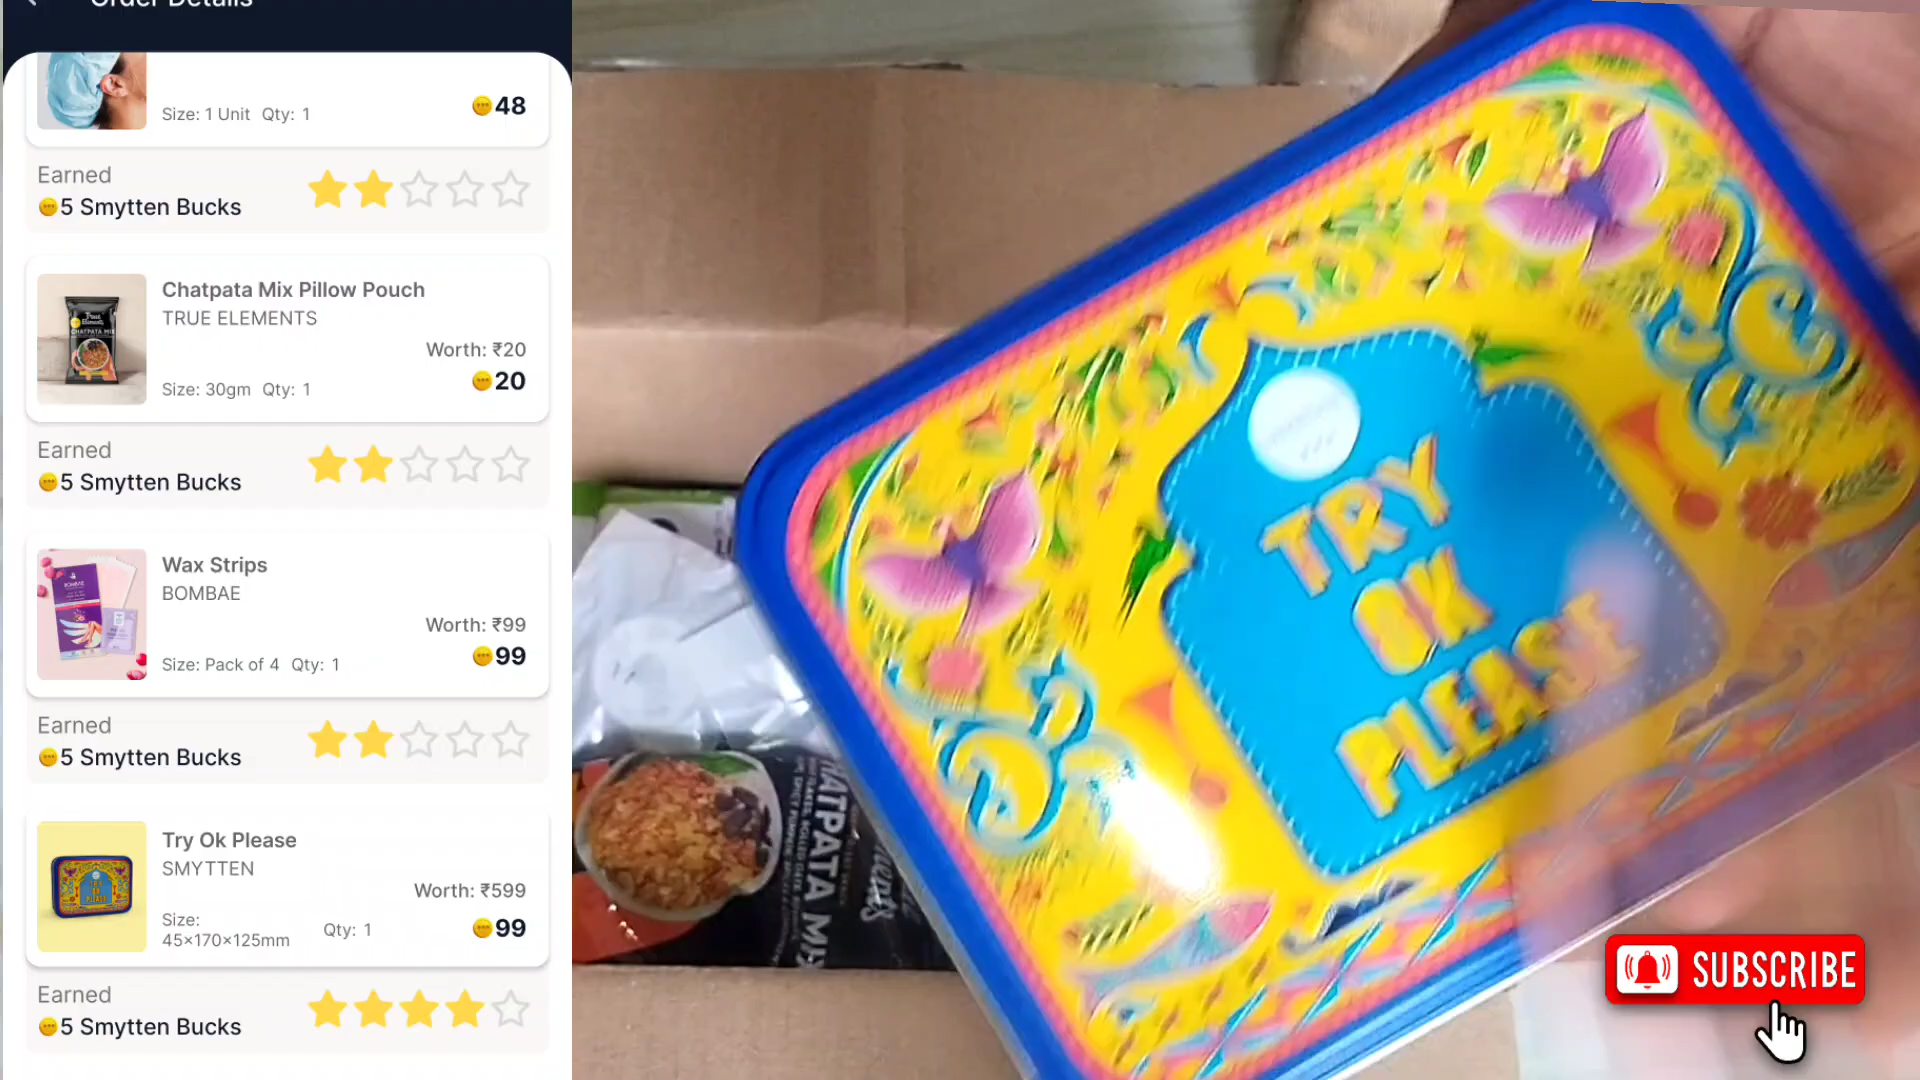 Order Details
Size: 1 Unit Qty: 1
48
Earned
5 Smytten Bucks
Chatpata Mix Pillow Pouch
TRUE ELEMENTS
Worth: ₹20
Size: 30gm Qty: 1
20
Earned
5 Smytten Bucks
Wax Strips
BOMBAE
Worth: ₹99
Size: Pack of 4 Qty: 1
99
Earned
5 Smytten Bucks
Try Ok Please
SMYTTEN
Worth: ₹599
Size:
45×170×125mm
Qty: 1
99
Earned
5 Smytten Bucks
TRY
OK
PLEASE
HATPATA MIX
SUBSCRIBE